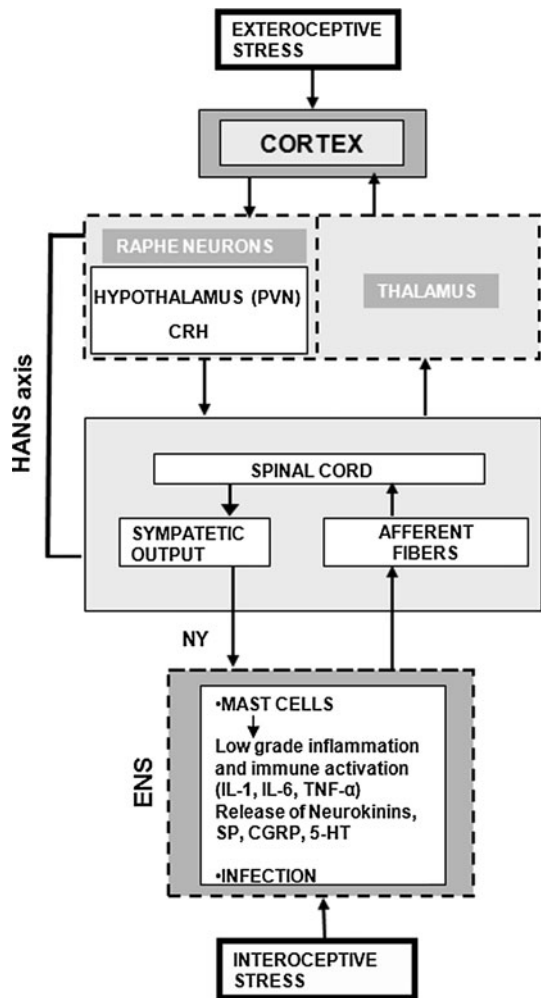 EXTEROCEPTIVE
STRESS
CORTEX
RAPHE NEURONS
HYPOTHALAMUS (PVN)
CRH
THALAMUS
HANS axis
SPINAL CORD
SYMPATETIC
OUTPUT
AFFERENT
FIBERS
NY
ENS
•MAST CELLS
Low grade inflammation
and immune activation
(IL-1, IL-6, TNF-α)
Release of Neurokinins,
SP, CGRP, 5-HT
•INFECTION
INTEROCEPTIVE
STRESS